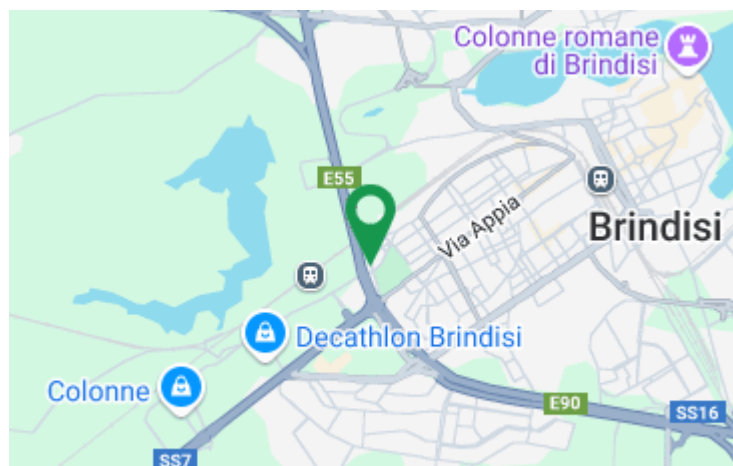 Colonne romane
di Brindisi
E55
Via Appia
Brindisi
Decathlon Brindisi
Colonne
E90
SS16
SS7